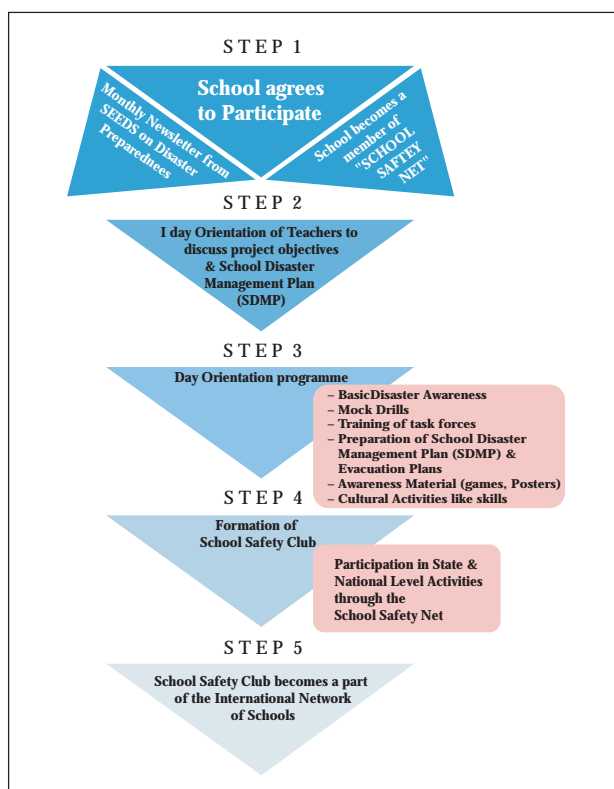 STEP 1
School agrees
to Participate
Monthly Newsletter from
SEEDS on Disaster
Preparednees
School becomes a
member of
"SCHOOL
SAFTEY
NET"
STEP 2
I day Orientation of Teachers to
discuss project objectives
& School Disaster
Management Plan
(SDMP)
STEP 3
Day Orientation programme
– BasicDisaster Awareness
– Mock Drills
– Training of task forces
– Preparation of School Disaster
Management Plan (SDMP) &
Evacuation Plans
– Awareness Material (games, Posters)
– Cultural Activities like skills
STEP 4
Formation of
School Safety Club
Participation in State &
National Level Activities
through the
School Safety Net
STEP 5
School Safety Club becomes a part
of the International Network
of Schools